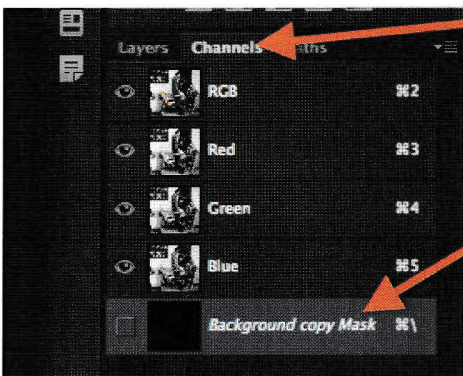 Layers Channels
RGB ⌘2
Red ⌘3
Green ⌘4
Blue ⌘5
Background copy Mask ⌘\